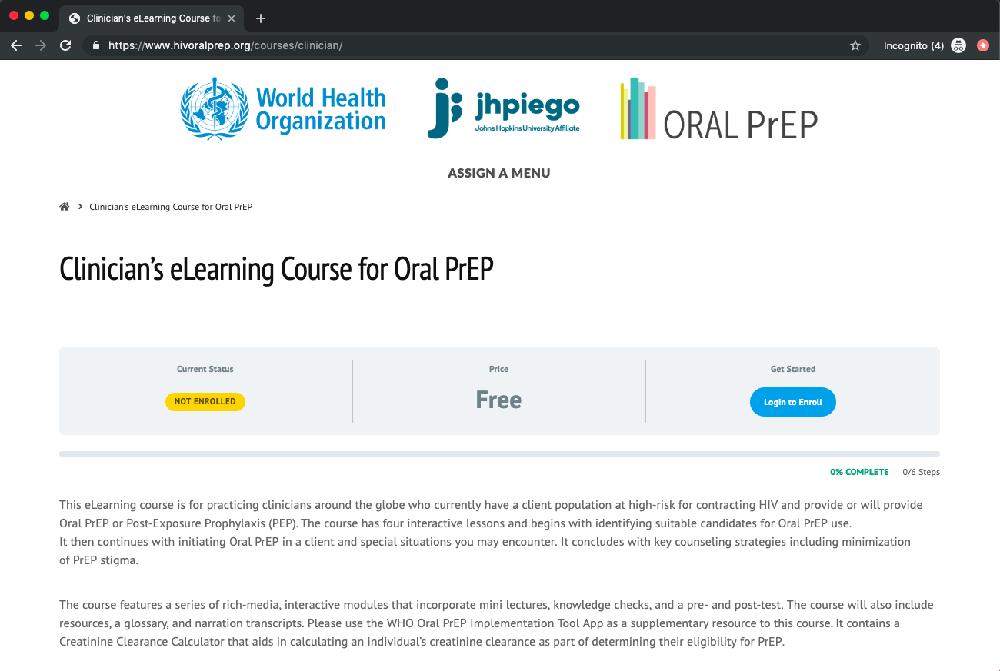 Clinician's eLearning Course fo
https://www.hivoralprep.org/courses/clinician/
Incognito (4)
World Health
Organization
jhpiego
Johns Hopkins University Affiliate
ORAL PrEP
ASSIGN A MENU
Clinician's eLearning Course for Oral PrEP
Clinician’s eLearning Course for Oral PrEP
Current Status
Price
Get Started
NOT ENROLLED
Free
Login to Enroll
0% COMPLETE
0/6 Steps
This eLearning course is for practicing clinicians around the globe who currently have a client population at high-risk for contracting HIV and provide or will provide
Oral PrEP or Post-Exposure Prophylaxis (PEP). The course has four interactive lessons and begins with identifying suitable candidates for Oral PrEP use.
It then continues with initiating Oral PrEP in a client and special situations you may encounter. It concludes with key counseling strategies including minimization
of PrEP stigma.
The course features a series of rich-media, interactive modules that incorporate mini lectures, knowledge checks, and a pre- and post-test. The course will also include
resources, a glossary, and narration transcripts. Please use the WHO Oral PrEP Implementation Tool App as a supplementary resource to this course. It contains a
Creatinine Clearance Calculator that aids in calculating an individual’s creatinine clearance as part of determining their eligibility for PrEP.